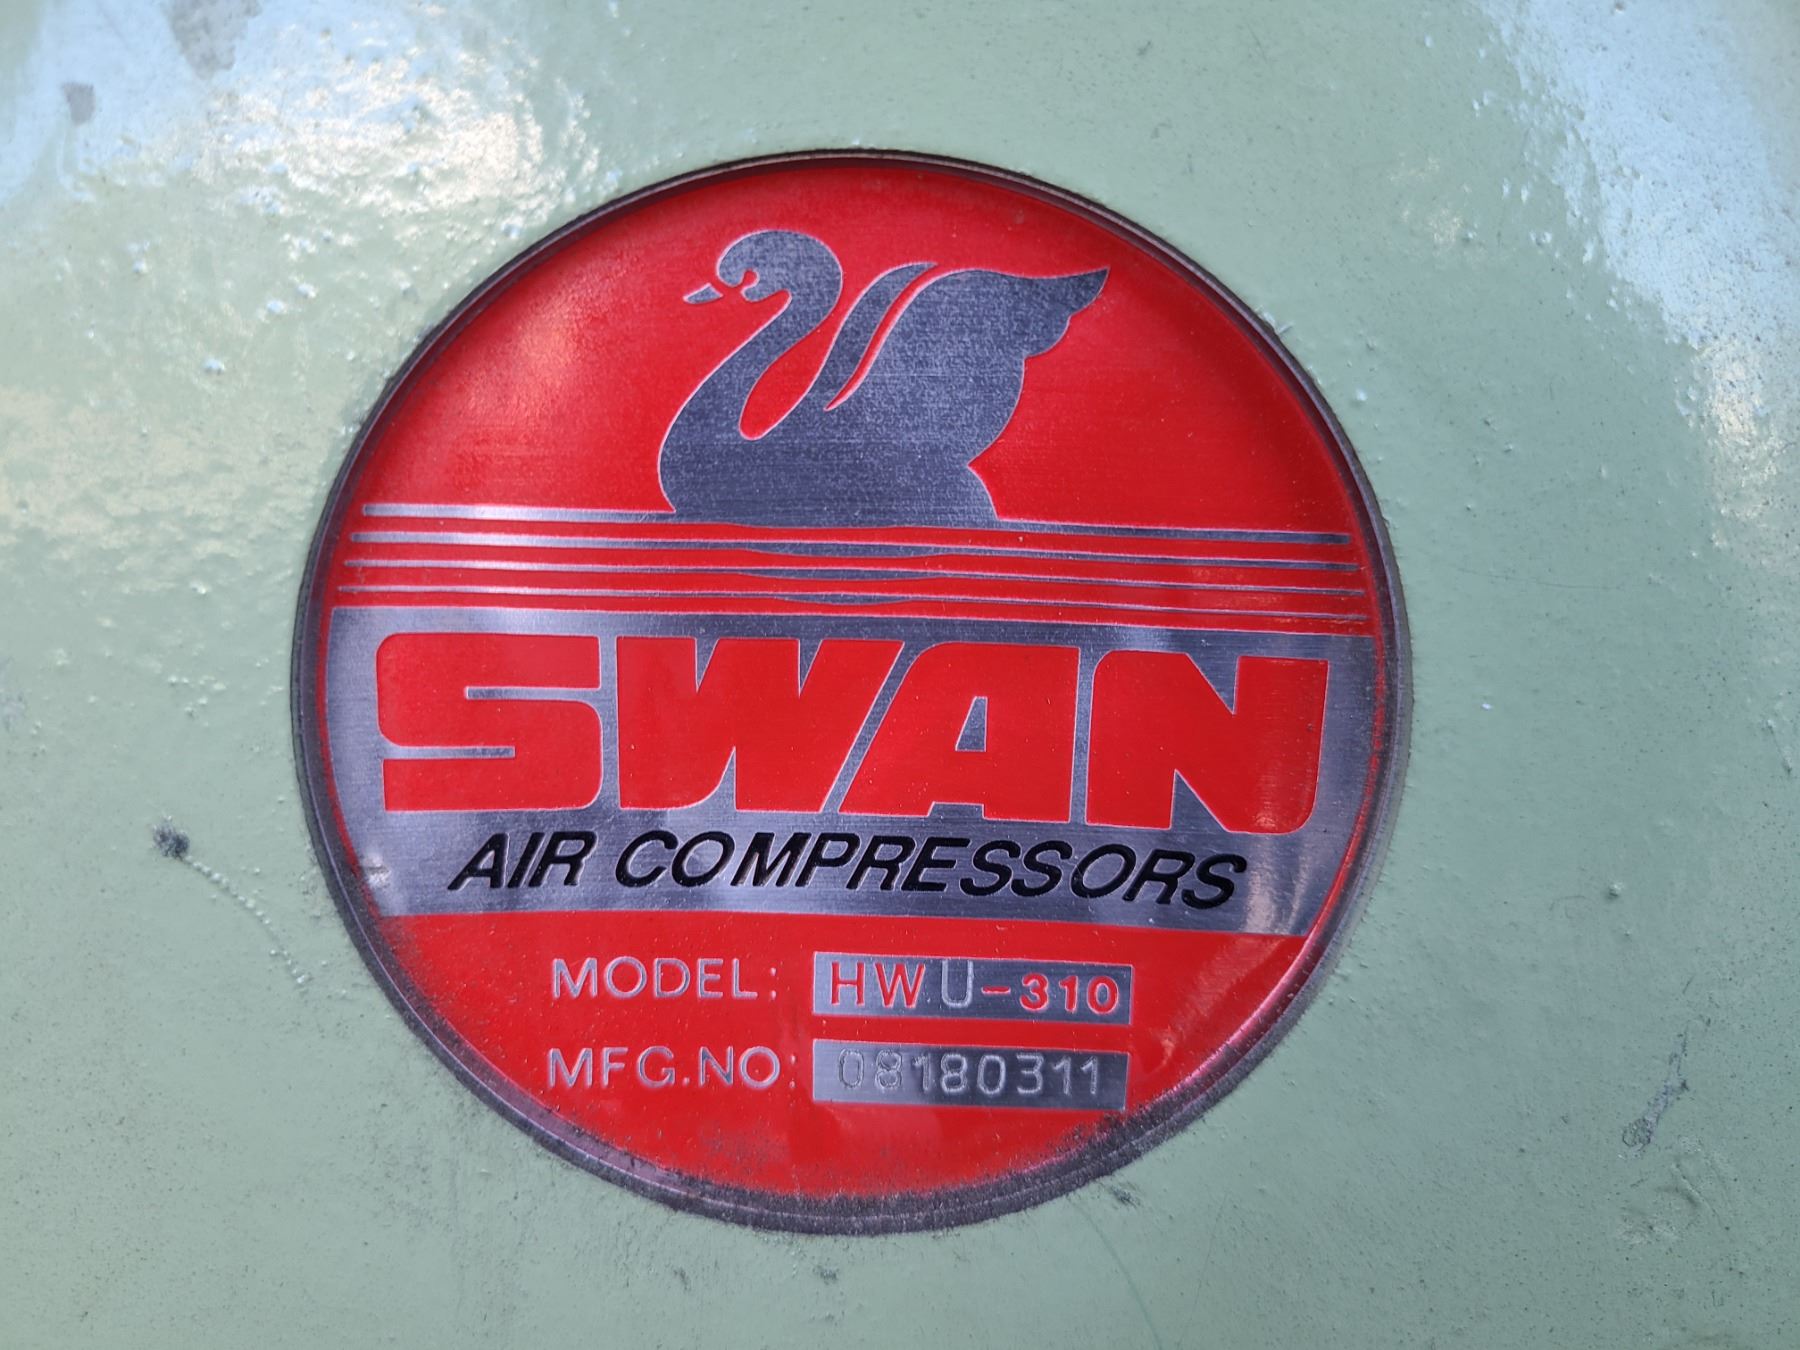 SWAN
AIR COMPRESSORS
MODEL: HWU-310
MFG.NO: 08180311